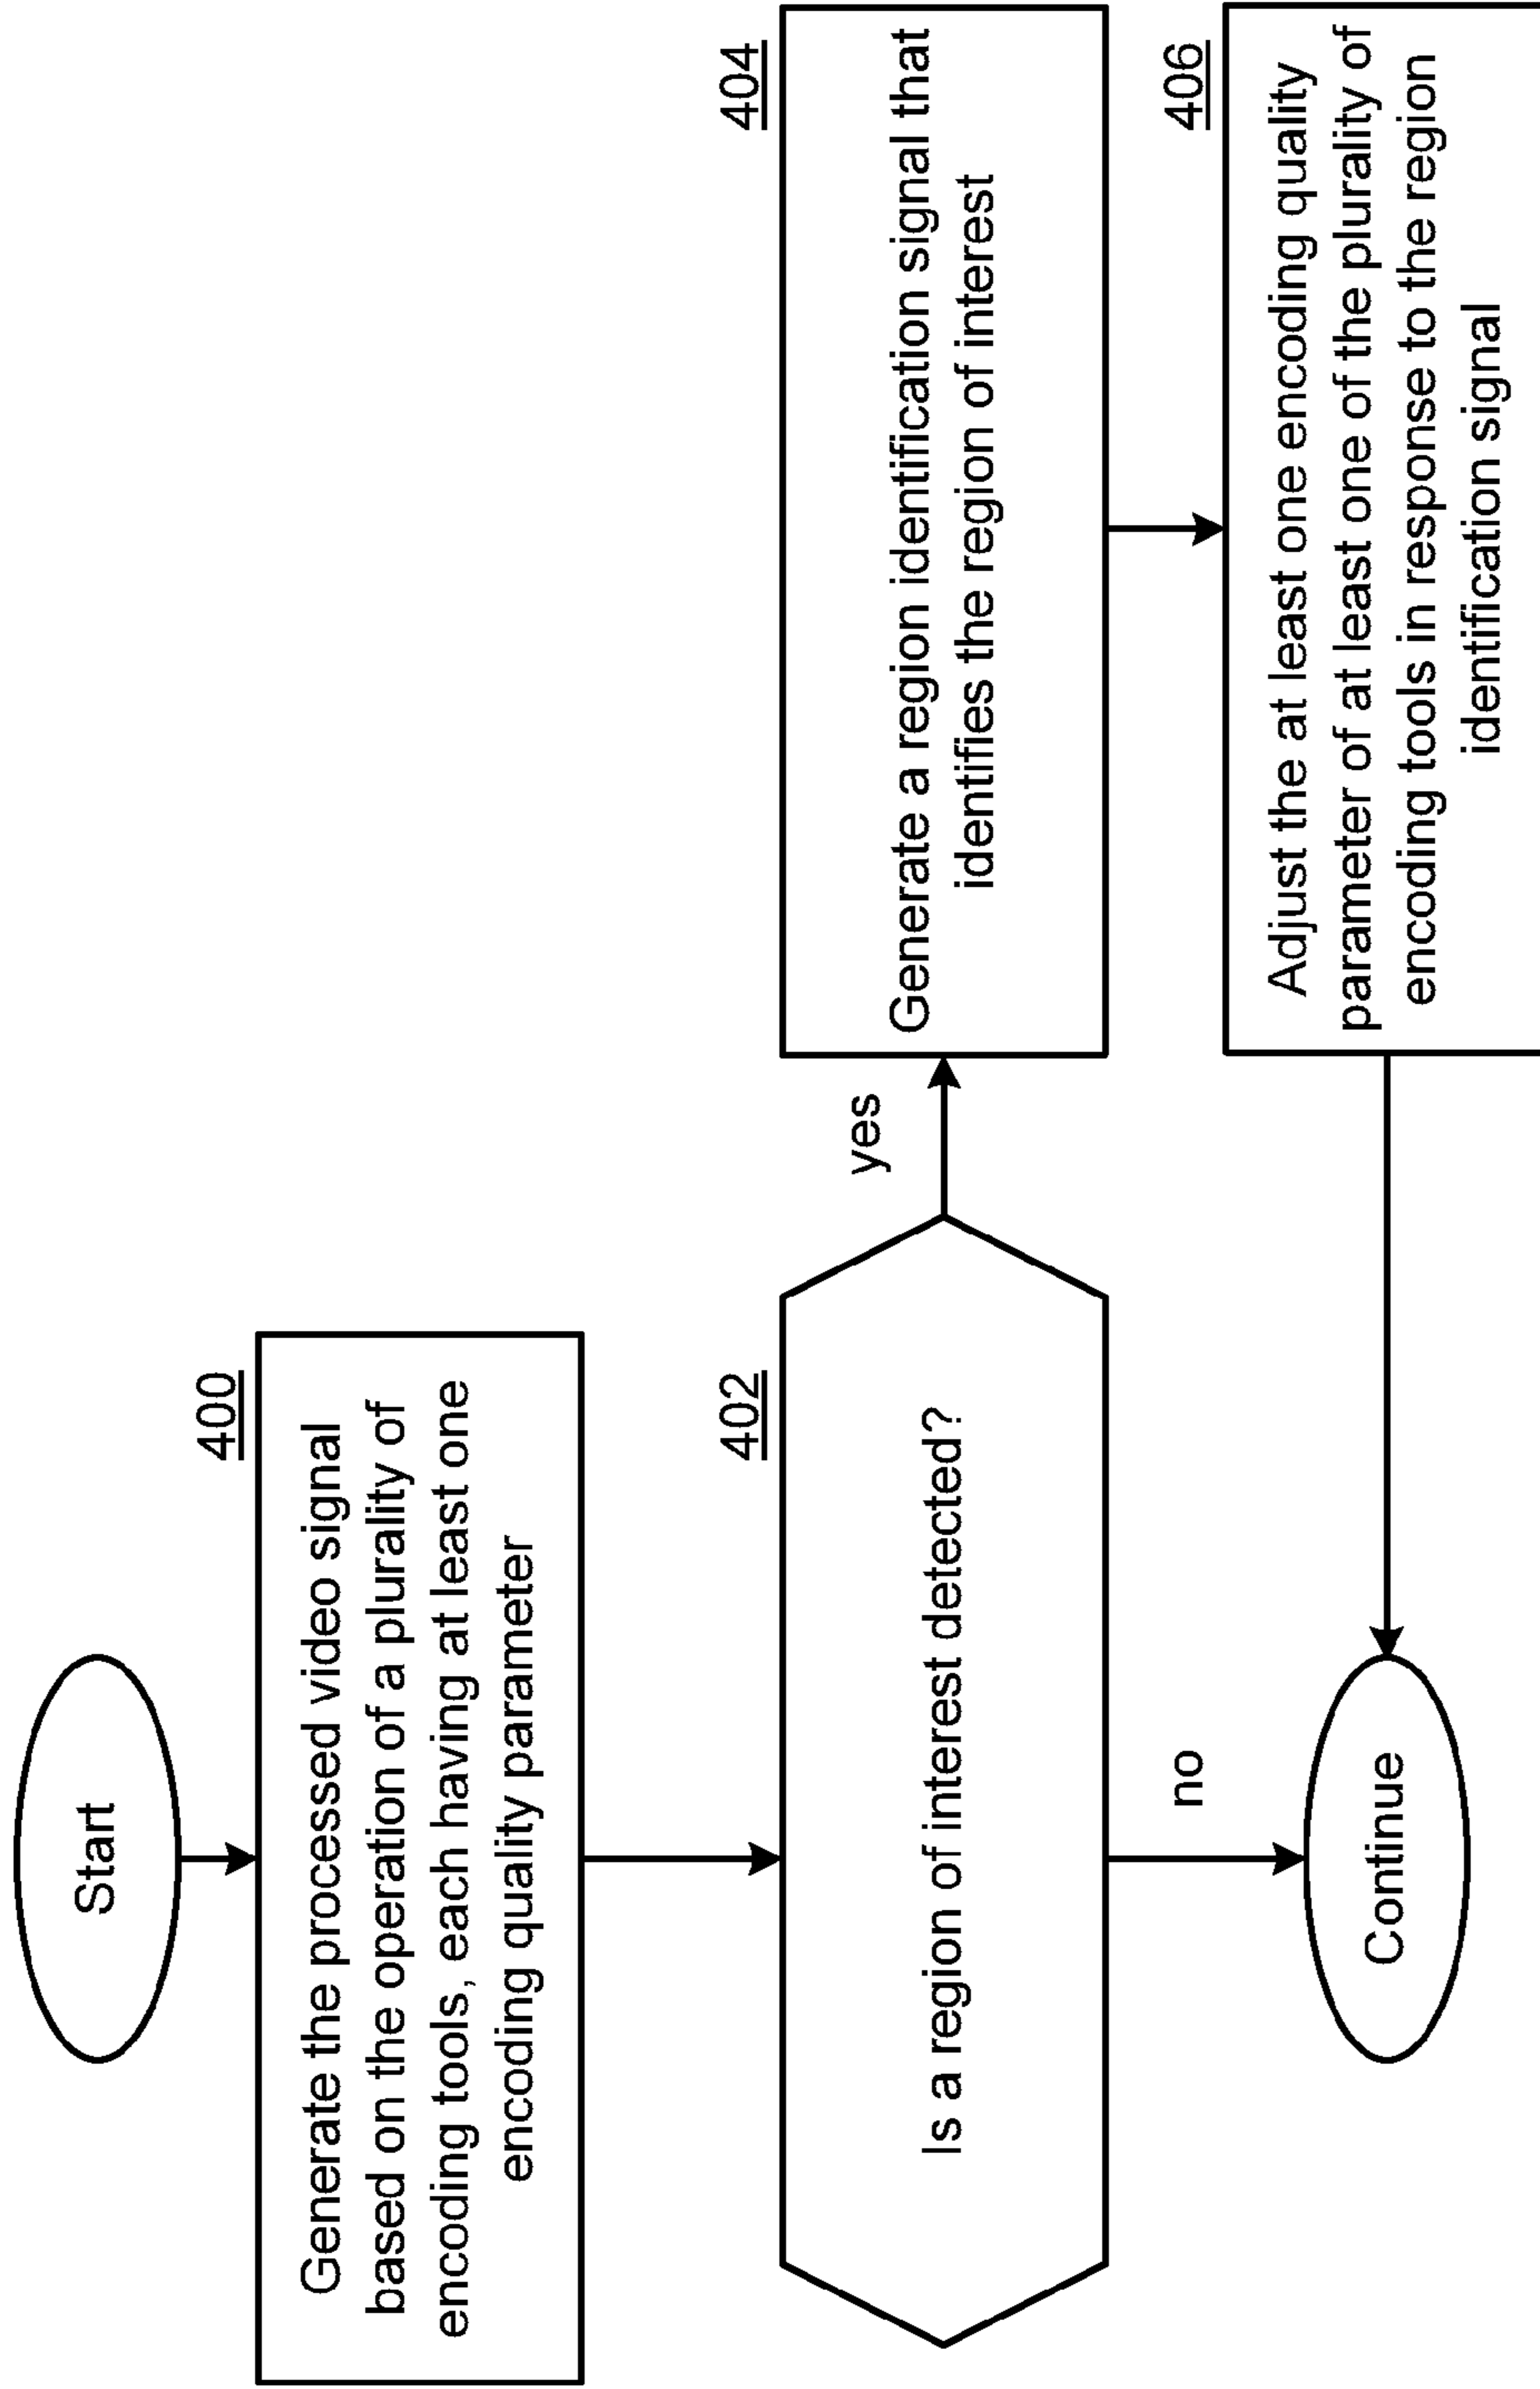 Start
400
Generate the processed video signal
based on the operation of a plurality of
encoding tools, each having at least one
encoding quality parameter
402
Is a region of interest detected?
yes
404
Generate a region identification signal that
identifies the region of interest
406
Adjust the at least one encoding quality
parameter of at least one of the plurality of
encoding tools in response to the region
identification signal
no
Continue